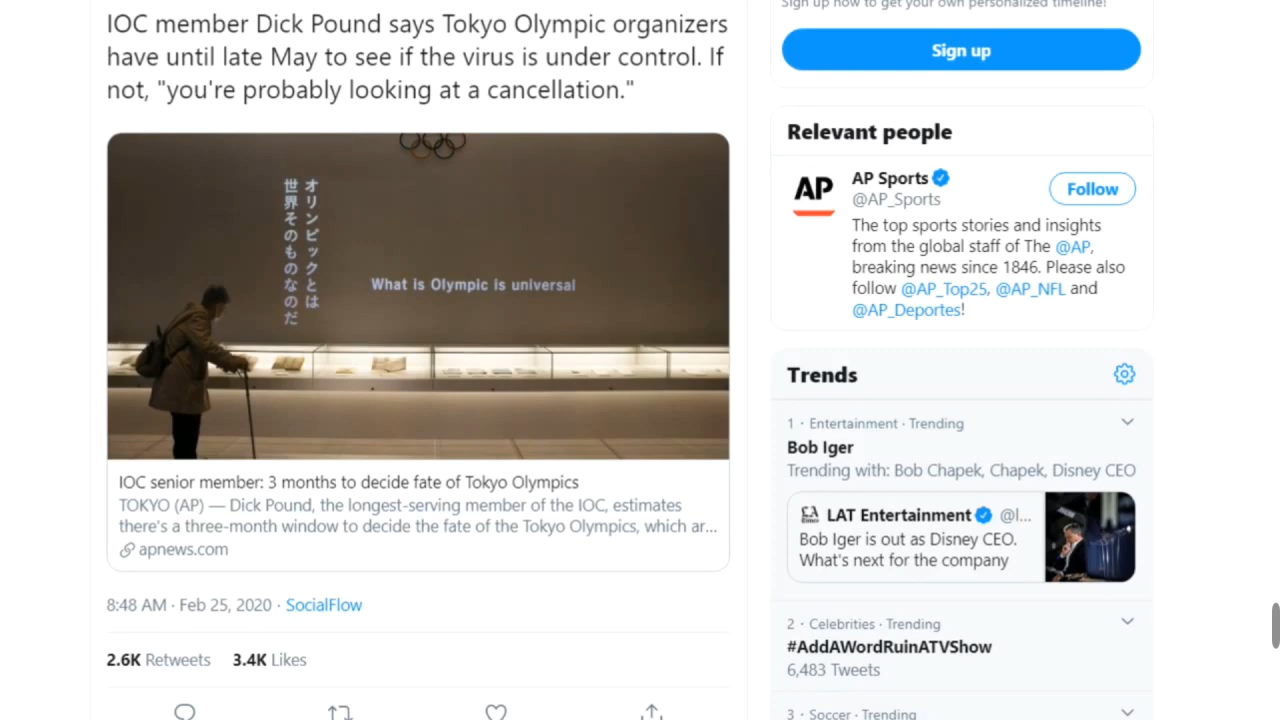 IOC member Dick Pound says Tokyo Olympic organizers
have until late May to see if the virus is under control. If
not, "you're probably looking at a cancellation."
オリンピックとは
世界そのものなのだ
What is Olympic is universal
IOC senior member: 3 months to decide fate of Tokyo Olympics
TOKYO (AP) — Dick Pound, the longest-serving member of the IOC, estimates
there's a three-month window to decide the fate of the Tokyo Olympics, which ar...
apnews.com
8:48 AM · Feb 25, 2020 · SocialFlow
2.6K Retweets 3.4K Likes
Sign up now to get your own personalized timeline!
Sign up
Relevant people
AP
AP Sports
@AP_Sports
Follow
The top sports stories and insights
from the global staff of The @AP,
breaking news since 1846. Please also
follow @AP_Top25, @AP_NFL and
@AP_Deportes!
Trends
1 · Entertainment · Trending
Bob Iger
Trending with: Bob Chapek, Chapek, Disney CEO
LAT Entertainment @l...
Bob Iger is out as Disney CEO.
What's next for the company
2 · Celebrities · Trending
#AddAWordRuinATVShow
6,483 Tweets
3 · Soccer · Trending